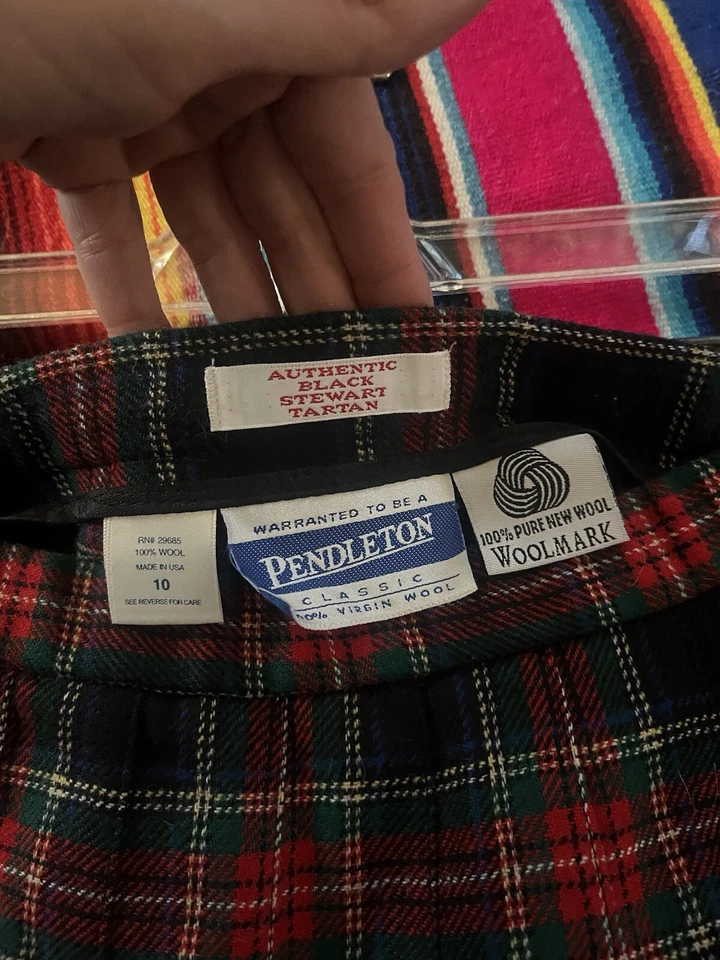 AUTHENTIC
BLACK
STEWART
TARTAN
RN# 29685
100% WOOL
MADE IN USA
10
SEE REVERSE FOR CARE
WARRANTED TO BE A
PENDLETON
CLASSIC
100% VIRGIN WOOL
100% PURE NEW WOOL
WOOLMARK